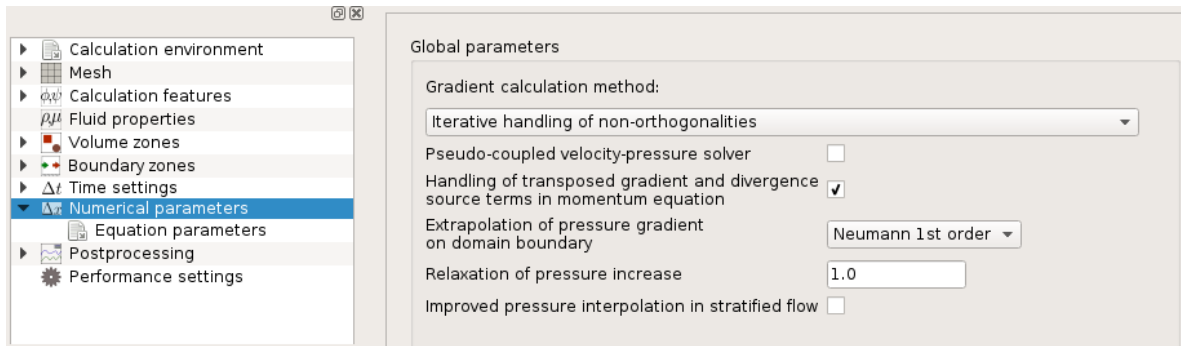 Calculation environment
Mesh
Calculation features
Fluid properties
Volume zones
Boundary zones
Δt Time settings
Numerical parameters
Equation parameters
Postprocessing
Performance settings
Global parameters
Gradient calculation method:
Iterative handling of non-orthogonalities
Pseudo-coupled velocity-pressure solver
Handling of transposed gradient and divergence
source terms in momentum equation
Extrapolation of pressure gradient
on domain boundary
Neumann 1st order
Relaxation of pressure increase
1.0
Improved pressure interpolation in stratified flow